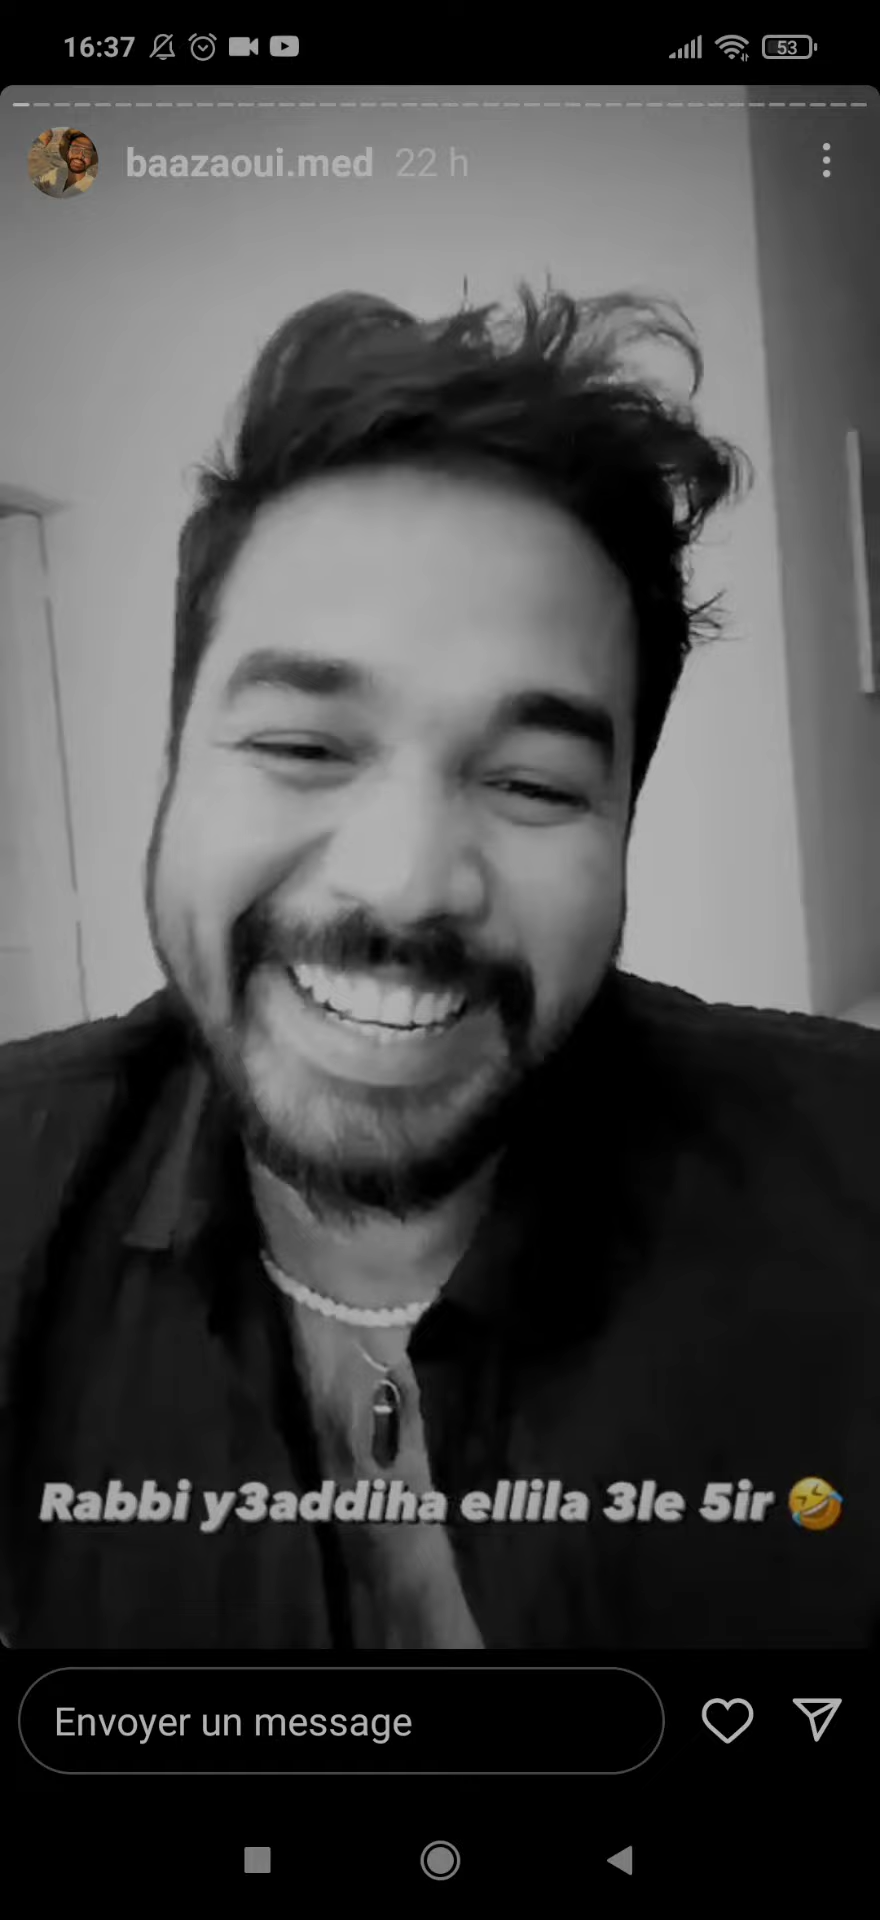 16:37 53
baazaoui.med 22 h
Rabbi y3addiha ellila 3le 5ir 🤣
Envoyer un message